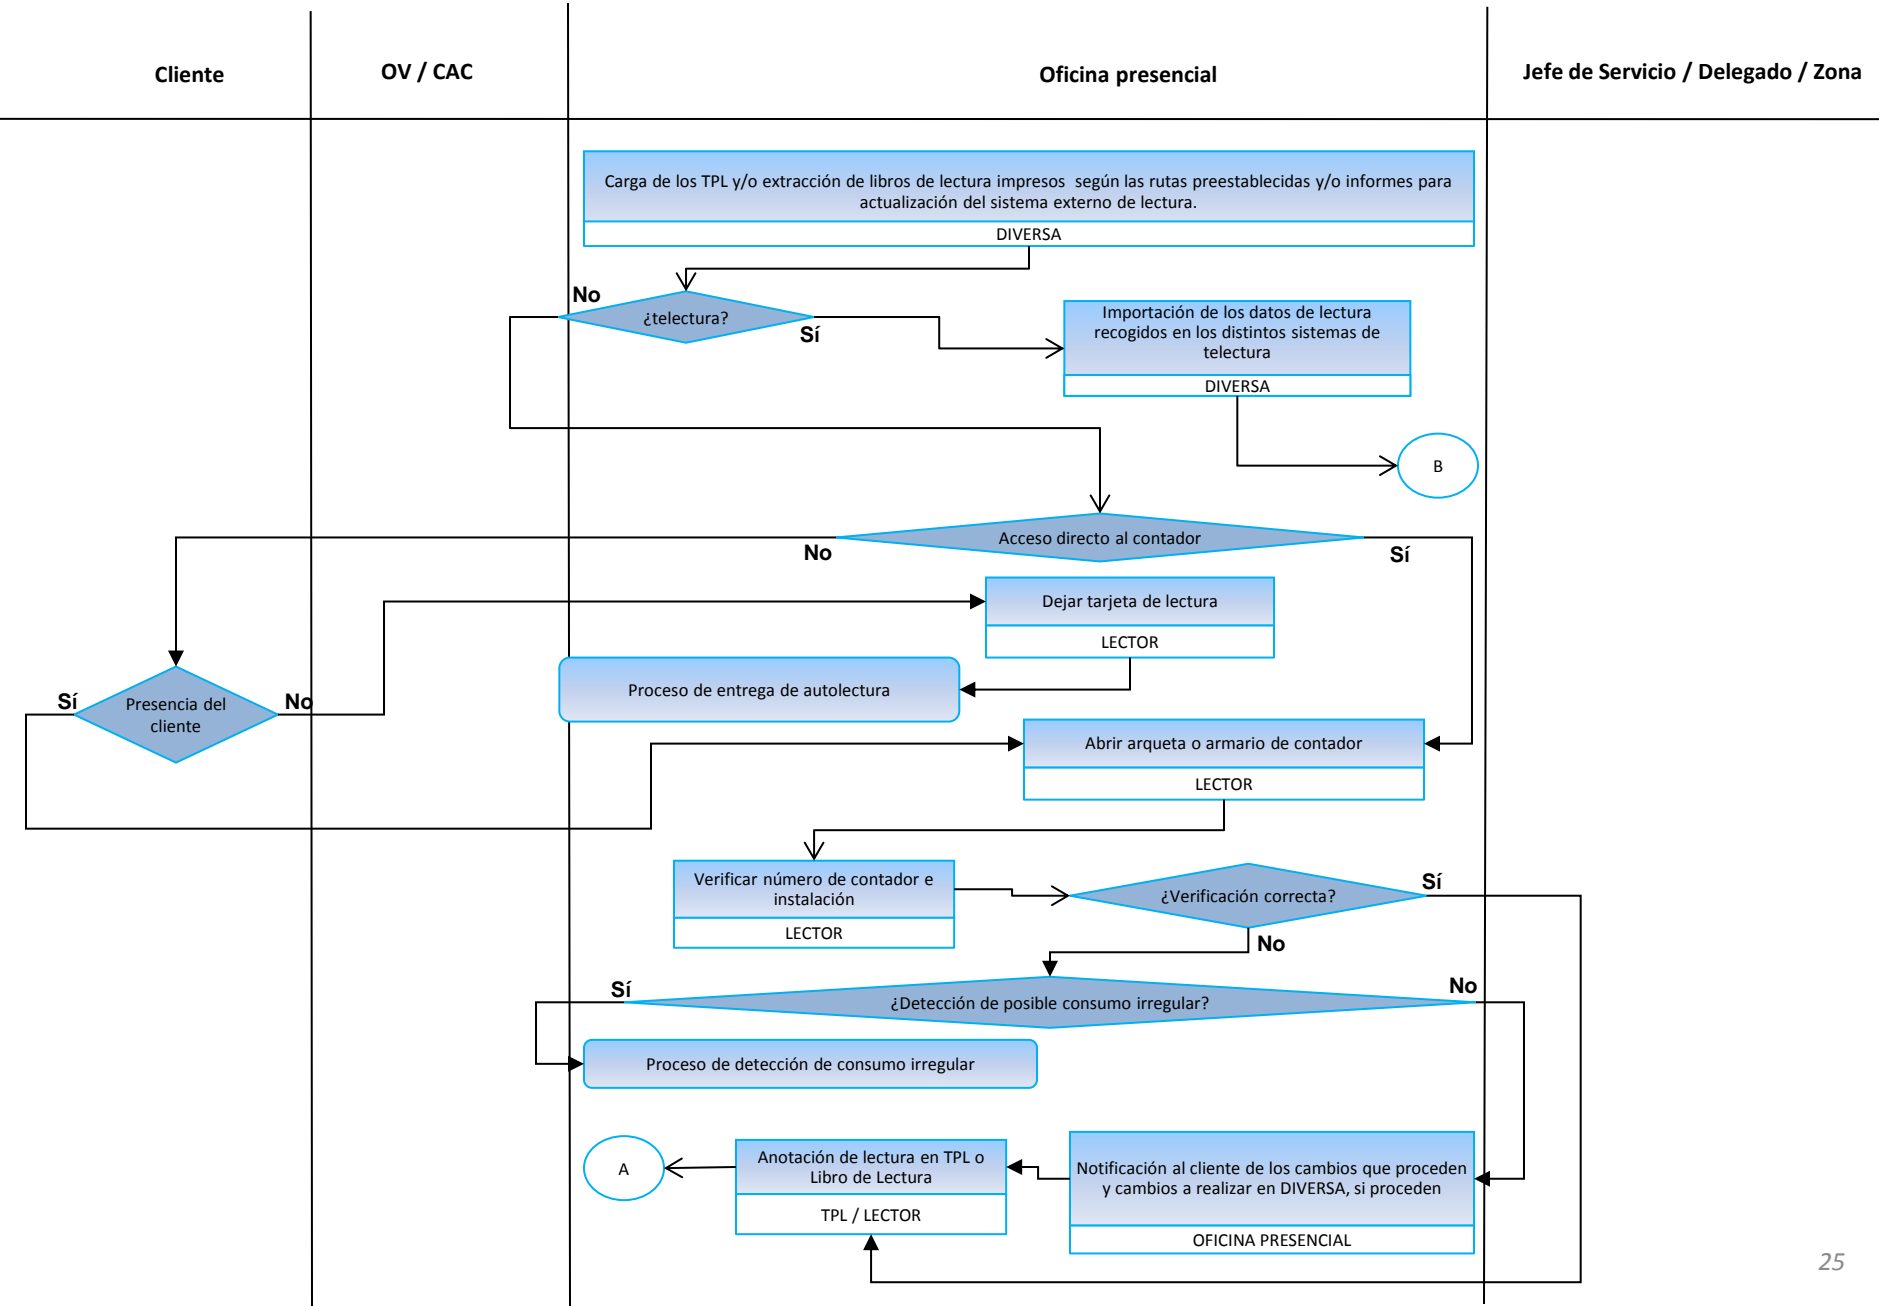 Cliente
OV / CAC
Oficina presencial
Jefe de Servicio / Delegado / Zona
Carga de los TPL y/o extracción de libros de lectura impresos según las rutas preestablecidas y/o informes para
actualización del sistema externo de lectura.
DIVERSA
No
¿telectura?
Sí
Importación de los datos de lectura
recogidos en los distintos sistemas de
telectura
DIVERSA
B
Acceso directo al contador
No
Sí
Dejar tarjeta de lectura
LECTOR
Proceso de entrega de autolectura
Sí
Presencia del
cliente
No
Abrir arqueta o armario de contador
LECTOR
Verificar número de contador e
instalación
LECTOR
¿Verificación correcta?
Sí
No
Sí
¿Detección de posible consumo irregular?
No
Proceso de detección de consumo irregular
A
Anotación de lectura en TPL o
Libro de Lectura
TPL / LECTOR
Notificación al cliente de los cambios que proceden
y cambios a realizar en DIVERSA, si proceden
OFICINA PRESENCIAL
25